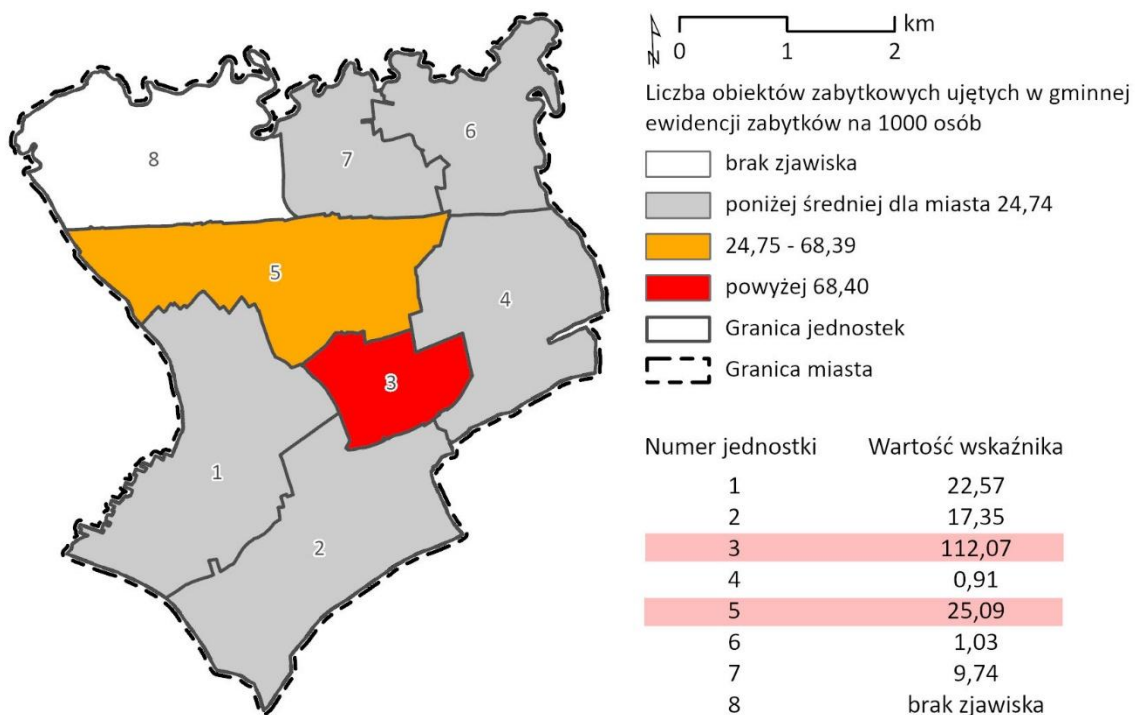 km
0 1 2
Liczba obiektów zabytkowych ujętych w gminnej
ewidencji zabytków na 1000 osób
brak zjawiska
poniżej średniej dla miasta 24,74
24,75 - 68,39
powyżej 68,40
Granica jednostek
Granica miasta
6
8
7
5
4
3
1
2
Numer jednostki Wartość wskaźnika
1 22,57
2 17,35
3 112,07
4 0,91
5 25,09
6 1,03
7 9,74
8 brak zjawiska